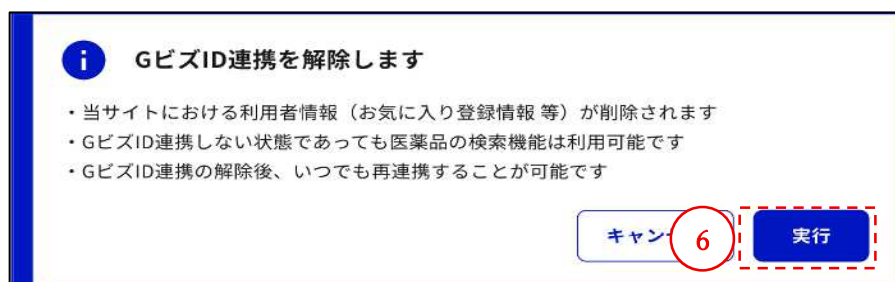 GビズID連携を解除します
・当サイトにおける利用者情報（お気に入り登録情報 等）が削除されます
・GビズID連携しない状態であっても医薬品の検索機能は利用可能です
・GビズID連携の解除後、いつでも再連携することが可能です
6 実行